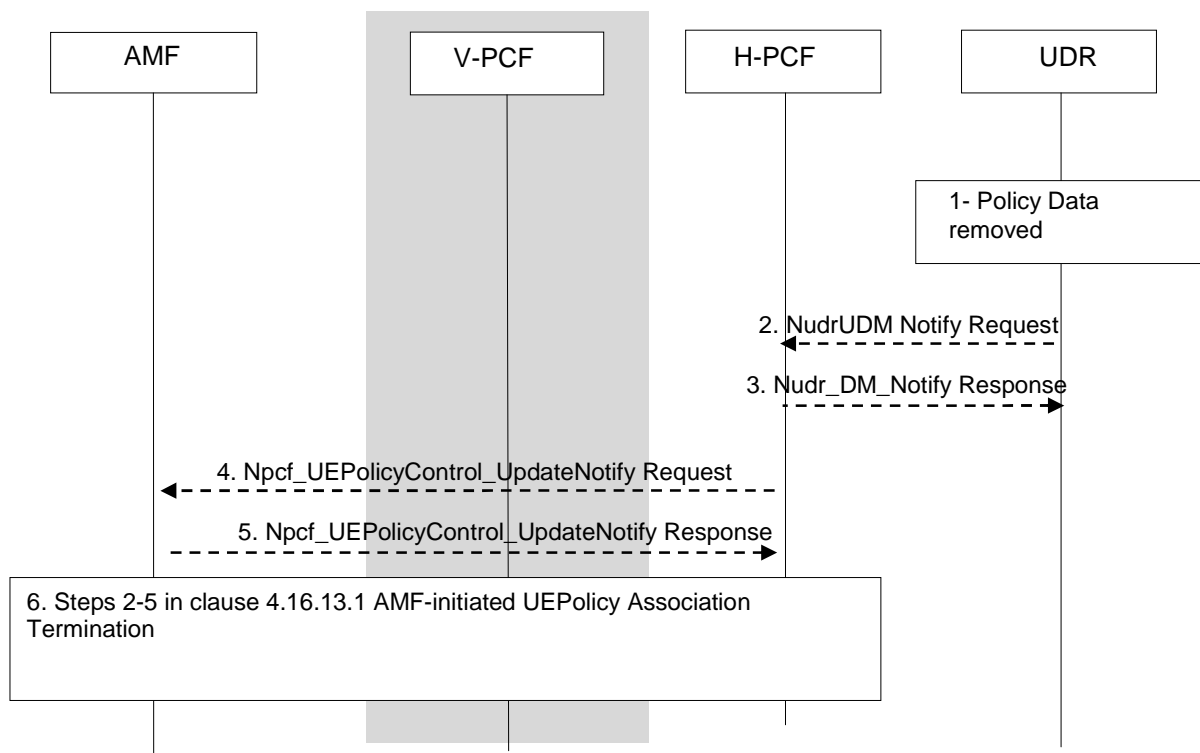 AMF
V-PCF
H-PCF
UDR
1- Policy Data
removed
2. NudrUDM Notify Request
3. Nudr_DM_Notify Response
4. Npcf_UEPolicyControl_UpdateNotify Request
5. Npcf_UEPolicyControl_UpdateNotify Response
6. Steps 2-5 in clause 4.16.13.1 AMF-initiated UEPolicy Association
Termination